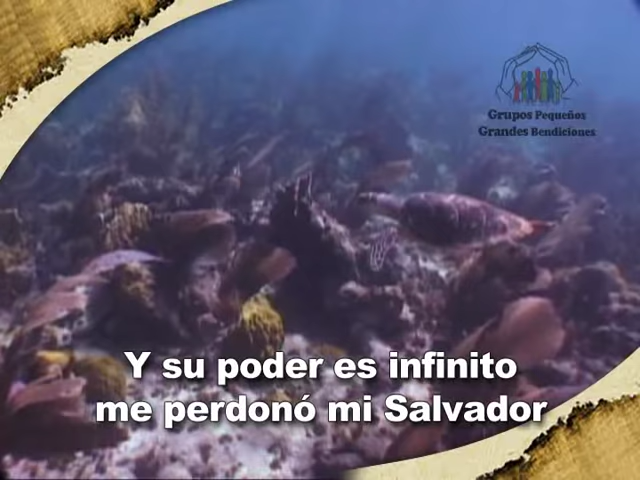 Grupos Pequeños
Grandes Bendiciones
Y su poder es infinito
me perdonó mi Salvador